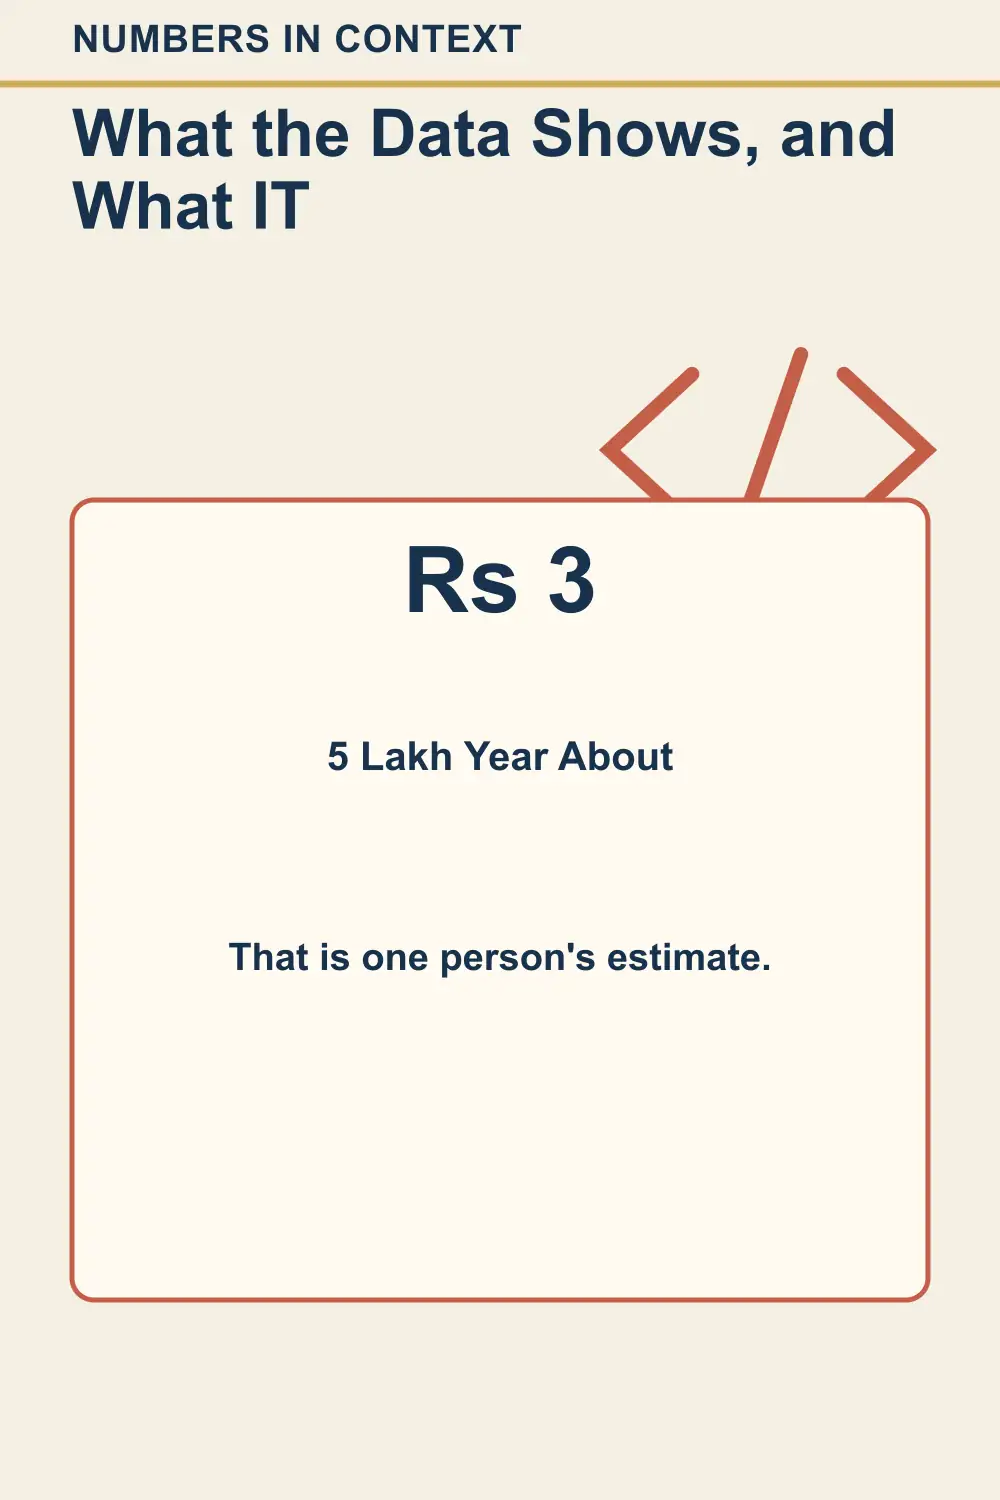 NUMBERS IN CONTEXT
What the Data Shows, and
What IT
Rs 3
5 Lakh Year About
That is one person's estimate.